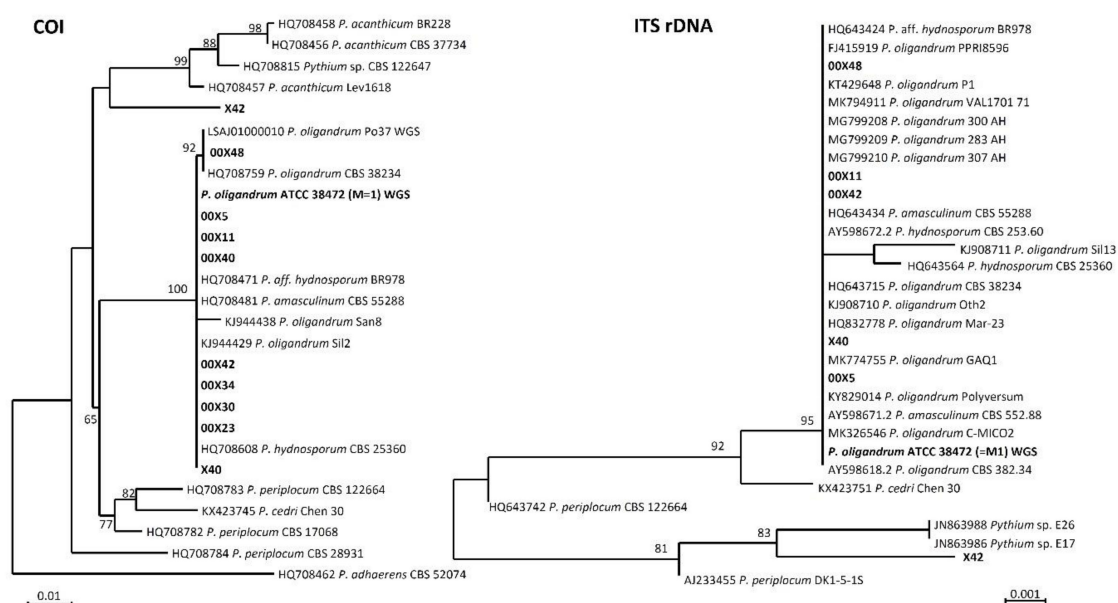 COI
HQ708458 P. acanthicum BR228
98
HQ708456 P. acanthicum CBS 37734
88
HQ708815 Pythium sp. CBS 122647
99
HQ708457 P. acanthicum Lev1618
X42
LSAJ01000010 P. oligandrum Po37 WGS
92
00X48
HQ708759 P. oligandrum CBS 38234
P. oligandrum ATCC 38472 (M=1) WGS
00X5
00X11
00X40
HQ708471 P. aff. hydnosporum BR978
100
HQ708481 P. amasculinum CBS 55288
KJ944438 P. oligandrum San8
KJ944429 P. oligandrum Sil2
00X42
00X34
00X30
65
00X23
HQ708608 P. hydnosporum CBS 25360
X40
HQ708783 P. periplocum CBS 122664
82
KX423745 P. cedri Chen 30
77
HQ708782 P. periplocum CBS 17068
HQ708784 P. periplocum CBS 28931
HQ708462 P. adhaerens CBS 52074
0.01
ITS rDNA
HQ643424 P. aff. hydnosporum BR978
FJ415919 P. oligandrum PPRI8596
00X48
KT429648 P. oligandrum P1
MK794911 P. oligandrum VAL1701 71
MG799208 P. oligandrum 300 AH
MG799209 P. oligandrum 283 AH
MG799210 P. oligandrum 307 AH
00X11
00X42
HQ643434 P. amasculinum CBS 55288
AY598672.2 P. hydnosporum CBS 253.60
KJ908711 P. oligandrum Sil13
HQ643564 P. hydnosporum CBS 25360
HQ643715 P. oligandrum CBS 38234
KJ908710 P. oligandrum Oth2
HQ832778 P. oligandrum Mar-23
X40
MK774755 P. oligandrum GAQ1
00X5
KY829014 P. oligandrum Polyversum
AY598671.2 P. amasculinum CBS 552.88
95
MK326546 P. oligandrum C-MICO2
92
P. oligandrum ATCC 38472 (=M1) WGS
AY598618.2 P. oligandrum CBS 382.34
KX423751 P. cedri Chen 30
HQ643742 P. periplocum CBS 122664
JN863988 Pythium sp. E26
83
JN863986 Pythium sp. E17
81
X42
AJ233455 P. periplocum DK1-5-1S
0.001